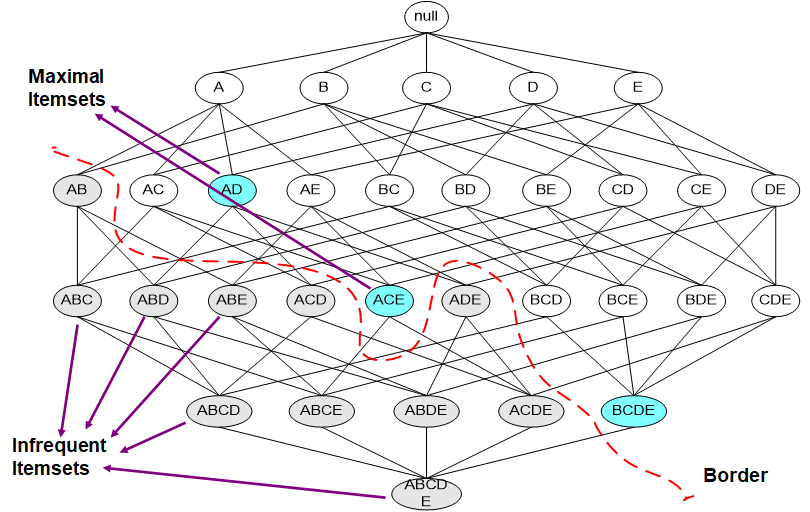 null
Maximal
Itemsets
A
B
C
D
E
AB
AC
AD
AE
BC
BD
BE
CD
CE
DE
ABC
ABD
ABE
ACD
ACE
ADE
BCD
BCE
BDE
CDE
ABCD
ABCE
ABDE
ACDE
BCDE
Infrequent
Itemsets
Border
ABCD
E